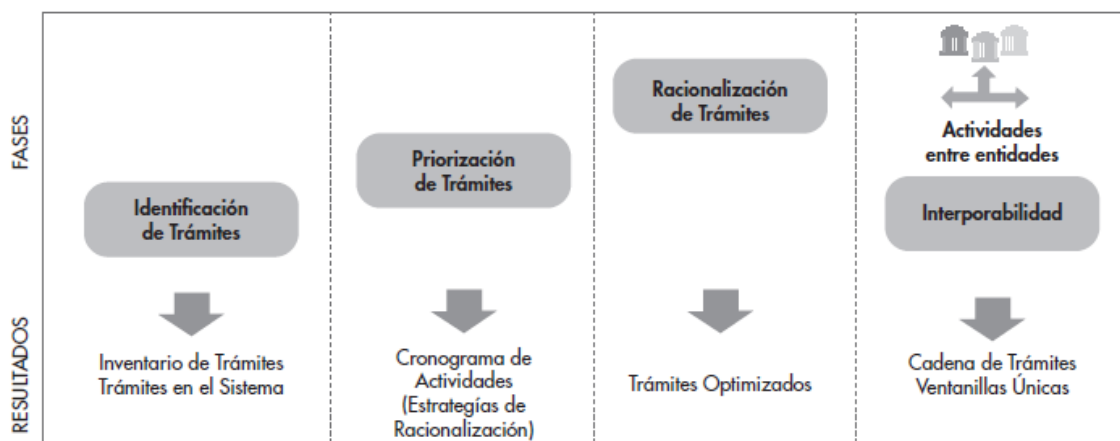 FASES
Identificación
de Trámites
Priorización
de Trámites
Racionalización
de Trámites
Actividades
entre entidades
Interporabilidad
RESULTADOS
Inventario de Trámites
Trámites en el Sistema
Cronograma de
Actividades
(Estrategías de
Racionalización)
Trámites Optimizados
Cadena de Trámites
Ventanillas Únicas